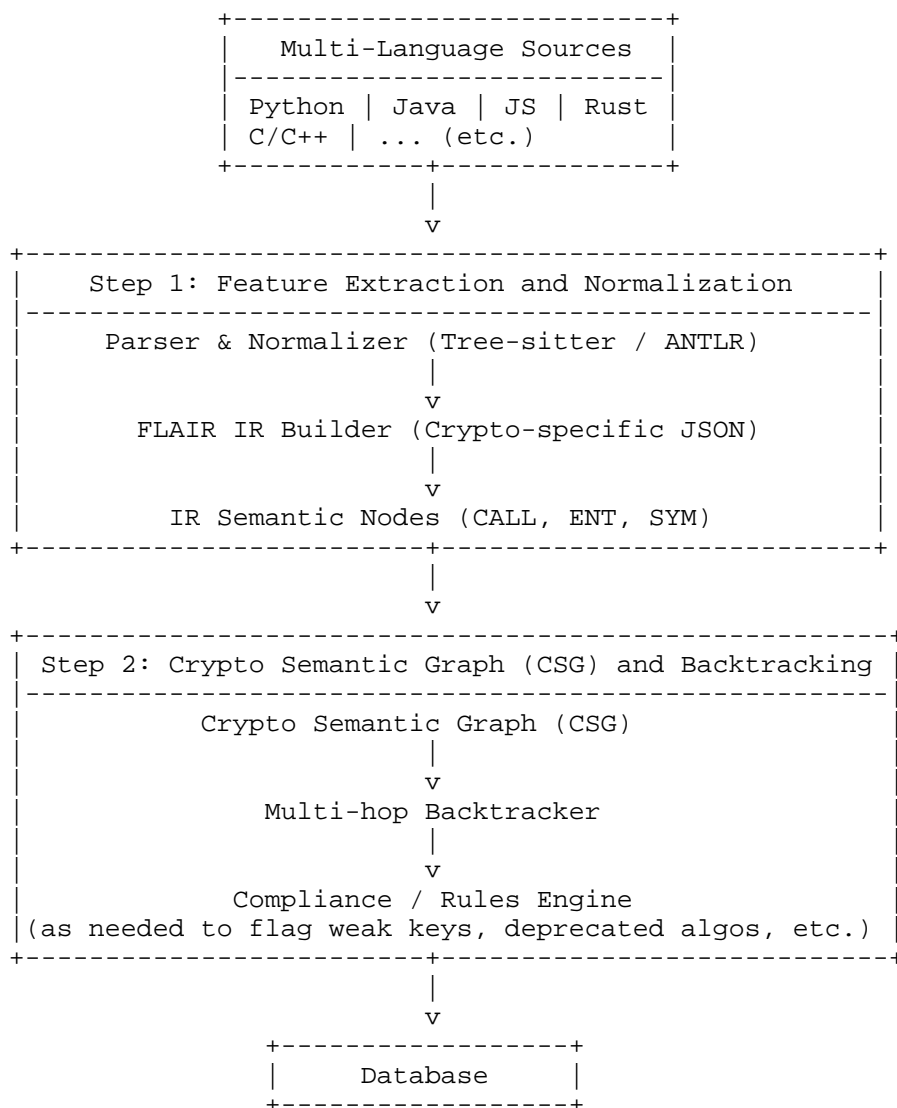 Multi-Language Sources
Python | Java | JS | Rust
C/C++ | ... (etc.)
Step 1: Feature Extraction and Normalization
Parser & Normalizer (Tree-sitter / ANTLR)
FLAIR IR Builder (Crypto-specific JSON)
IR Semantic Nodes (CALL, ENT, SYM)
Step 2: Crypto Semantic Graph (CSG) and Backtracking
Crypto Semantic Graph (CSG)
Multi-hop Backtracker
Compliance / Rules Engine
(as needed to flag weak keys, deprecated algos, etc.)
Database